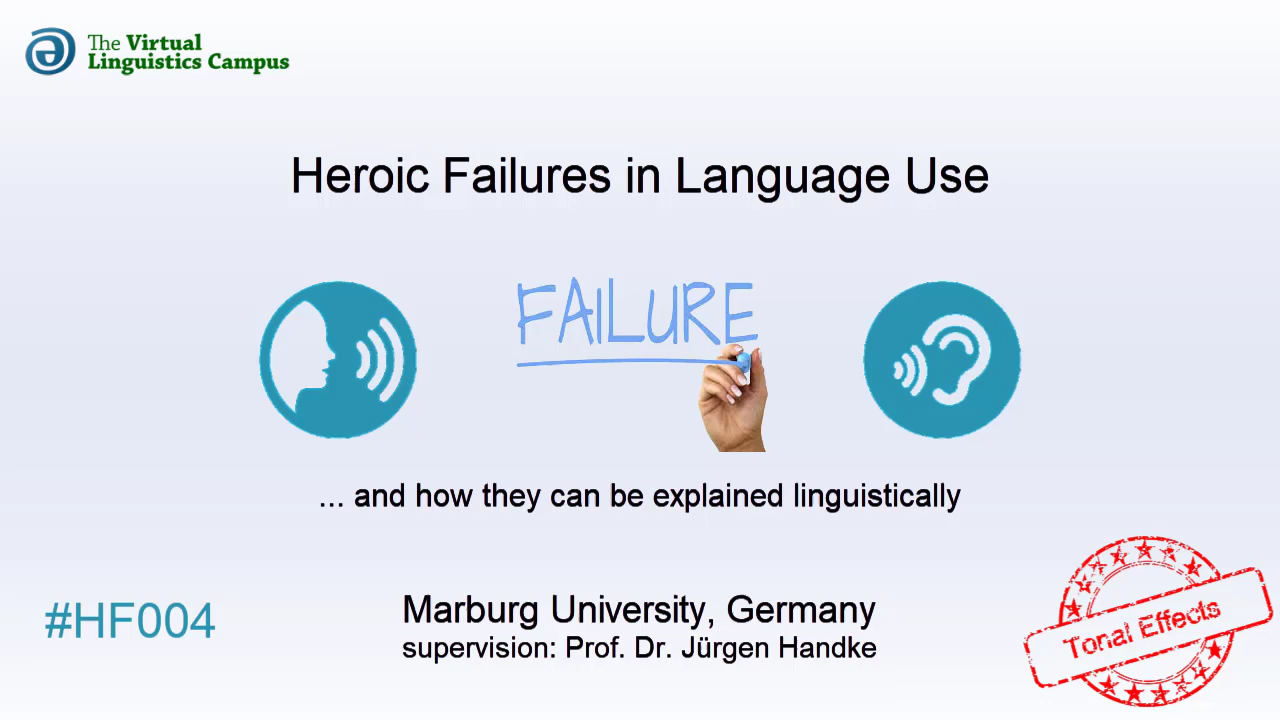 The Virtual
Linguistics Campus
Heroic Failures in Language Use
FAILURE
... and how they can be explained linguistically
#HF004
Marburg University, Germany
supervision: Prof. Dr. Jürgen Handke
Tonal Effects